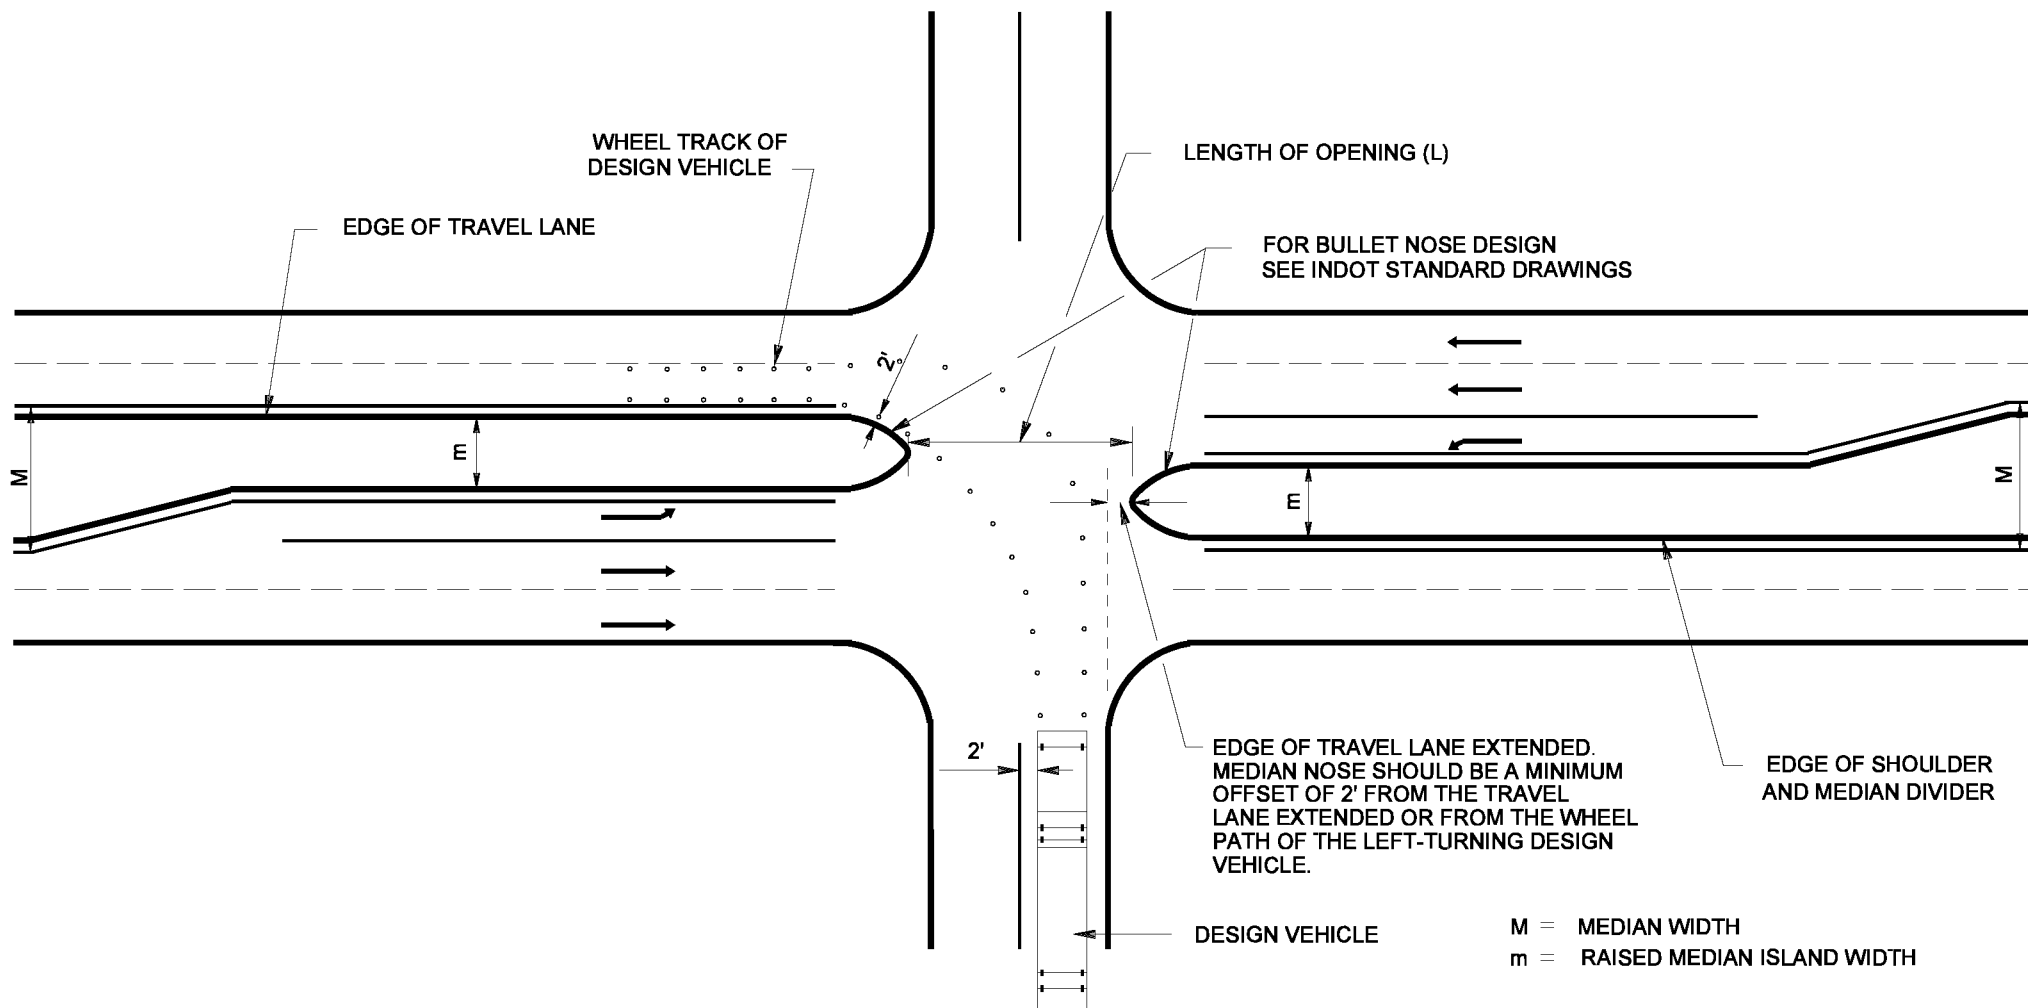 WHEEL TRACK OF
DESIGN VEHICLE
LENGTH OF OPENING (L)
EDGE OF TRAVEL LANE
FOR BULLET NOSE DESIGN
SEE INDOT STANDARD DRAWINGS
2'
m
M
m
M
2'
EDGE OF TRAVEL LANE EXTENDED.
MEDIAN NOSE SHOULD BE A MINIMUM
OFFSET OF 2' FROM THE TRAVEL
LANE EXTENDED OR FROM THE WHEEL
PATH OF THE LEFT-TURNING DESIGN
VEHICLE.
EDGE OF SHOULDER
AND MEDIAN DIVIDER
DESIGN VEHICLE
M = MEDIAN WIDTH
m = RAISED MEDIAN ISLAND WIDTH